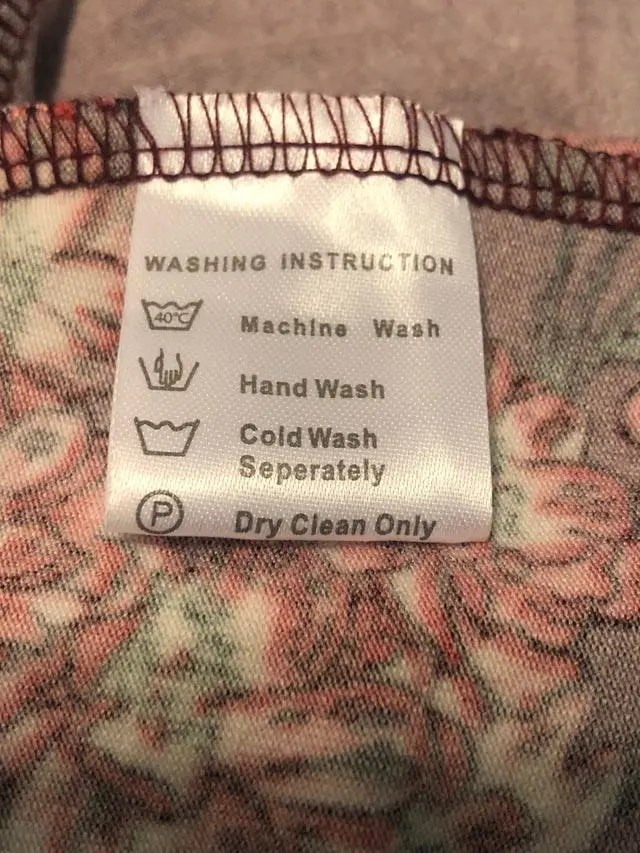 WASHING INSTRUCTION
40°C Machine Wash
Hand Wash
Cold Wash
Seperately
P Dry Clean Only